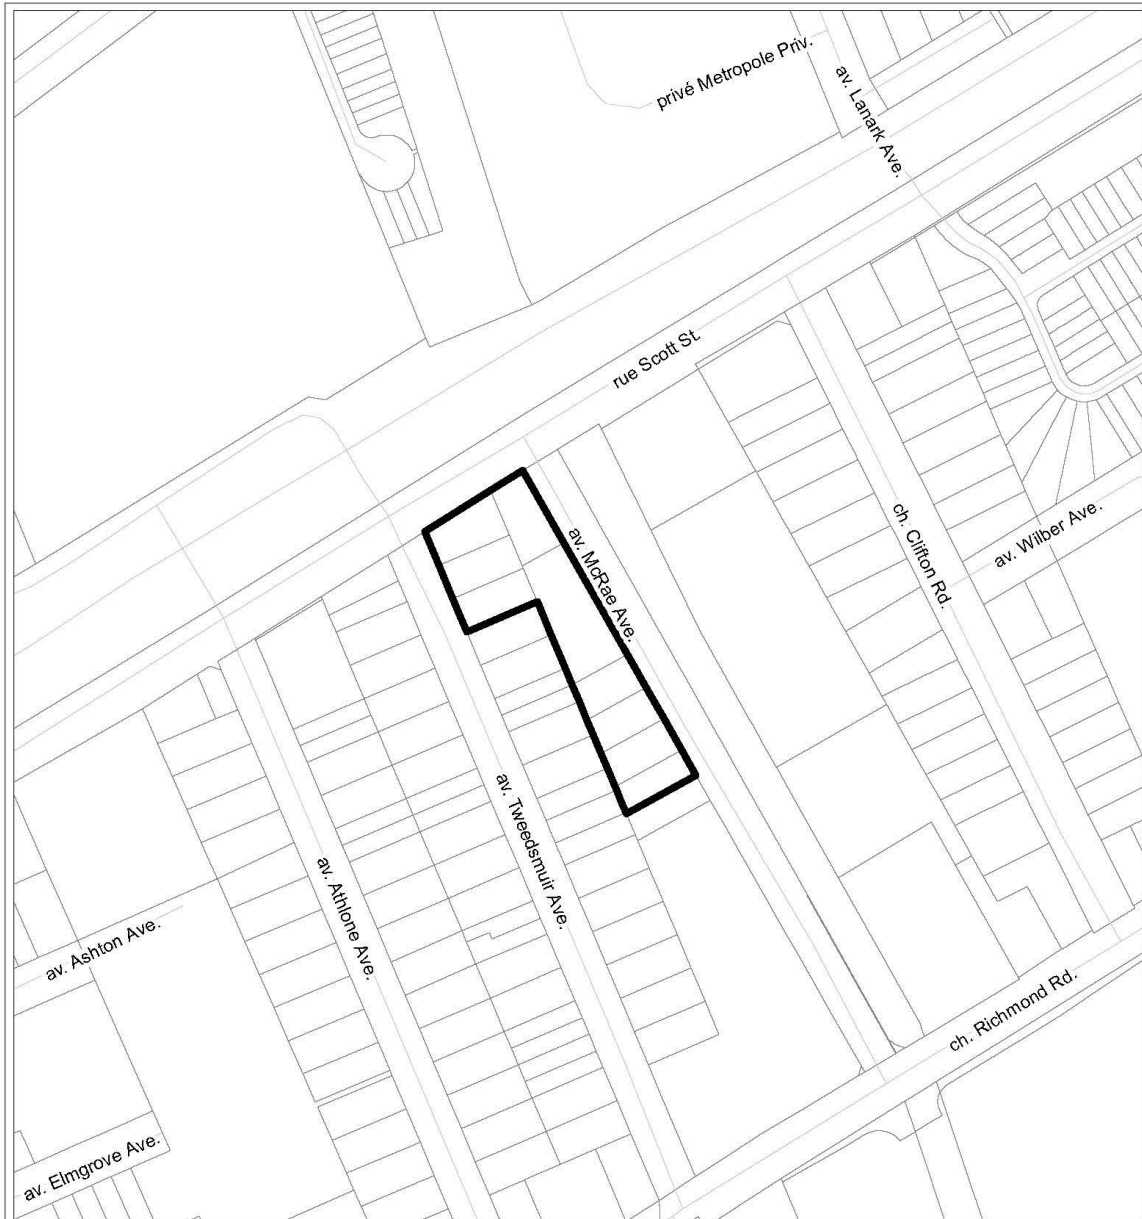 privé Metropole Priv.
av. Lanark Ave.
rue Scott St.
av. McRae Ave.
ch. Clifton Rd.
av. Wilber Ave.
av. Tweedsmuir Ave.
av. Athlone Ave.
av. Ashton Ave.
ch. Richmond Rd.
av. Elmgrove Ave.